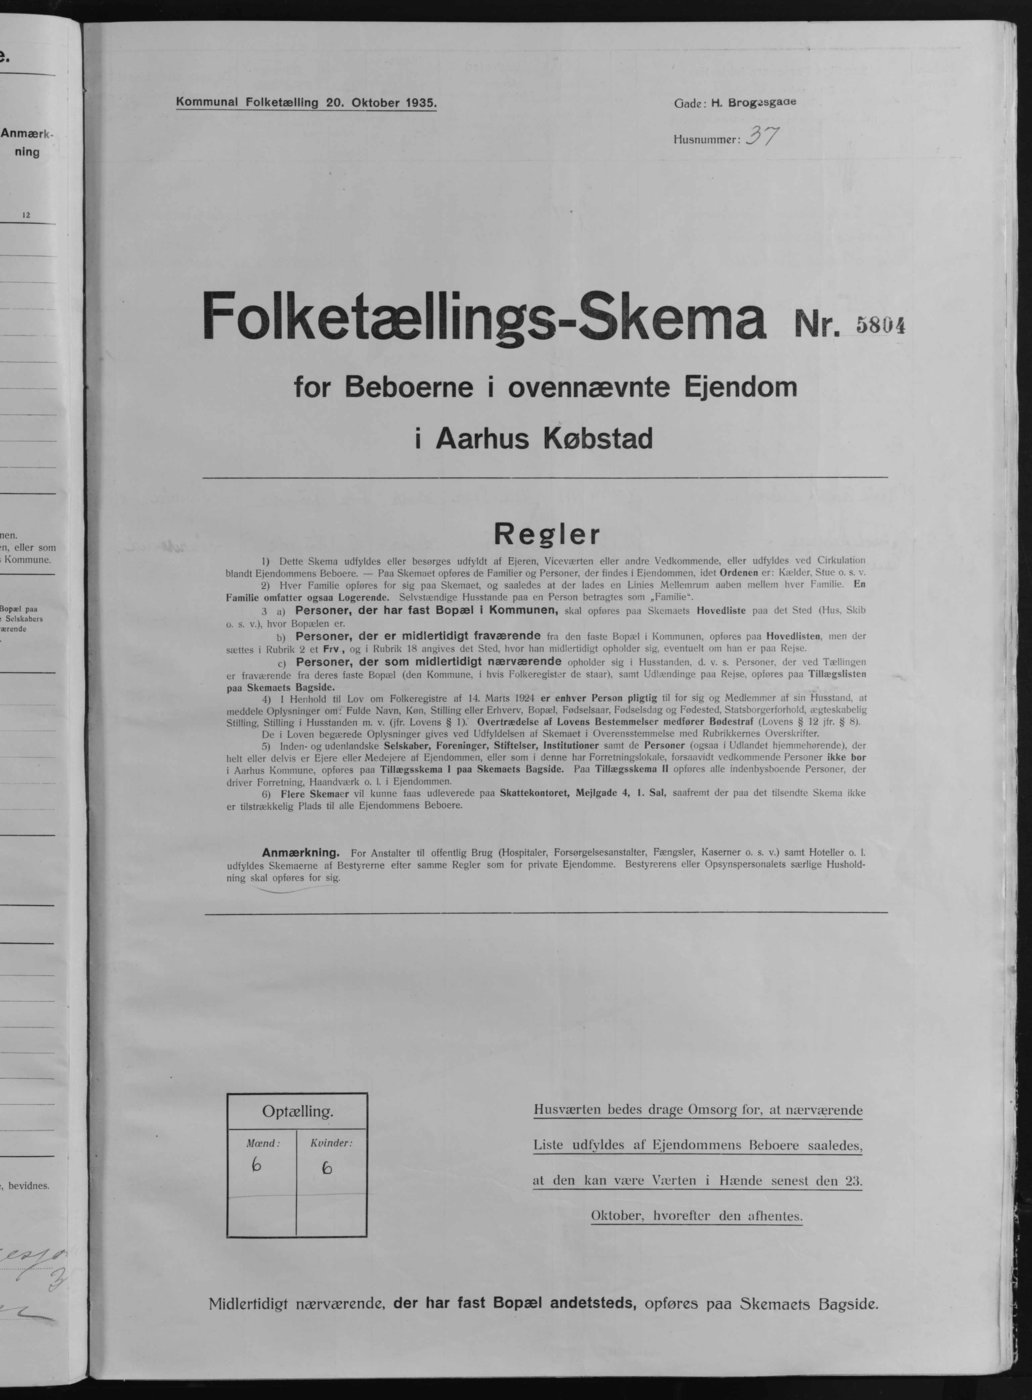 e.
Anmærk-
ning
12
nen.
en, eller som
s Kommune.
Bopæl paa
e Selskabers
værende
, bevidnes.
3
Kommunal Folketælling 20. Oktober 1935.
Gade: H. Brogesgade
Husnummer: 37
Folketællings-Skema Nr. 5804
for Beboerne i ovennævnte Ejendom
i Aarhus Købstad
Regler
1) Dette Skema udfyldes eller besørges udfyldt af Ejeren, Viceværten eller andre Vedkommende, eller udfyldes ved Cirkulation
blandt Ejendommens Beboere. — Paa Skemaet opføres de Familier og Personer, der findes i Ejendommen, idet Ordenen er: Kælder, Stue o. s. v.
2) Hver Familie opføres for sig paa Skemaet, og saaledes at der lades en Linies Mellemrum aaben mellem hver Familie. En
Familie omfatter ogsaa Logerende. Selvstændige Husstande paa en Person betragtes som „Familie“.
3 a) Personer, der har fast Bopæl i Kommunen, skal opføres paa Skemaets Hovedliste paa det Sted (Hus, Skib
o. s. v.), hvor Bopælen er.
b) Personer, der er midlertidigt fraværende fra den faste Bopæl i Kommunen, opføres paa Hovedlisten, men der
sættes i Rubrik 2 et Frv, og i Rubrik 18 angives det Sted, hvor han midlertidigt opholder sig, eventuelt om han er paa Rejse.
c) Personer, der som midlertidigt nærværende opholder sig i Husstanden, d. v. s. Personer, der ved Tællingen
er fraværende fra deres faste Bopæl (den Kommune, i hvis Folkeregister de staar), samt Udlændinge paa Rejse, opføres paa Tillægslisten
paa Skemaets Bagside.
4) I Henhold til Lov om Folkeregistre af 14. Marts 1924 er enhver Person pligtig til for sig og Medlemmer af sin Husstand, at
meddele Oplysninger om: Fulde Navn, Køn, Stilling eller Erhverv, Bopæl, Fødselsaar, Fødselsdag og Fødested, Statsborgerforhold, ægteskabelig
Stilling, Stilling i Husstanden m. v. (jfr. Lovens § 1). Overtrædelse af Lovens Bestemmelser medfører Bødestraf (Lovens § 12 jfr. § 8).
De i Loven begærede Oplysninger gives ved Udfyldelsen af Skemaet i Overensstemmelse med Rubrikkernes Overskrifter.
5) Inden- og udenlandske Selskaber, Foreninger, Stiftelser, Institutioner samt de Personer (ogsaa i Udlandet hjemmehørende), der
helt eller delvis er Ejere eller Medejere af Ejendommen, eller som i denne har Forretningslokale, forsaavidt vedkommende Personer ikke bor
i Aarhus Kommune, opføres paa Tillægsskema I paa Skemaets Bagside. Paa Tillægsskema II opføres alle indenbysboende Personer, der
driver Forretning, Haandværk o. l. i Ejendommen.
6) Flere Skemaer vil kunne faas udleverede paa Skattekontoret, Mejlgade 4, 1. Sal, saafremt der paa det tilsendte Skema ikke
er tilstrækkelig Plads til alle Ejendommens Beboere.
Anmærkning. For Anstalter til offentlig Brug (Hospitaler, Forsørgelsesanstalter, Fængsler, Kaserner o. s. v.) samt Hoteller o. l.
udfyldes Skemaerne af Bestyrerne efter samme Regler som for private Ejendomme. Bestyrerens eller Opsynspersonalets særlige Hushold-
ning skal opføres for sig.
Optælling.
Mænd: Kvinder:
6 6
Husværten bedes drage Omsorg for, at nærværende
Liste udfyldes af Ejendommens Beboere saaledes,
at den kan være Værten i Hænde senest den 23.
Oktober, hvorefter den afhentes.
Midlertidigt nærværende, der har fast Bopæl andetsteds, opføres paa Skemaets Bagside.